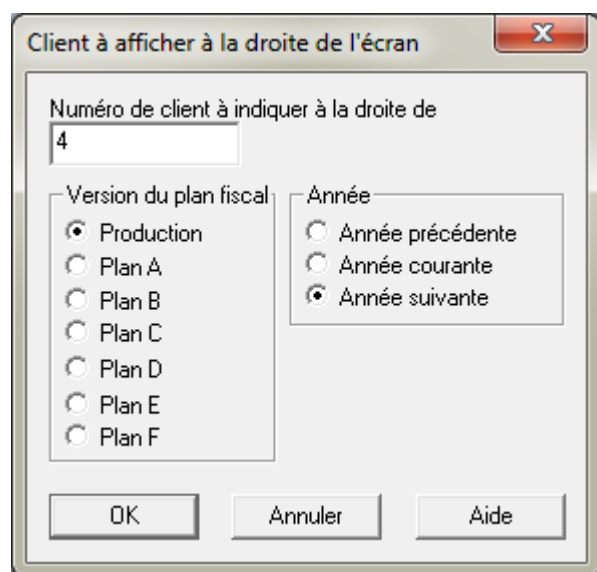 Client à afficher à la droite de l'écran
Numéro de client à indiquer à la droite de
4
Version du plan fiscal
Production
Plan A
Plan B
Plan C
Plan D
Plan E
Plan F
Année
Année précédente
Année courante
Année suivante
OK
Annuler
Aide